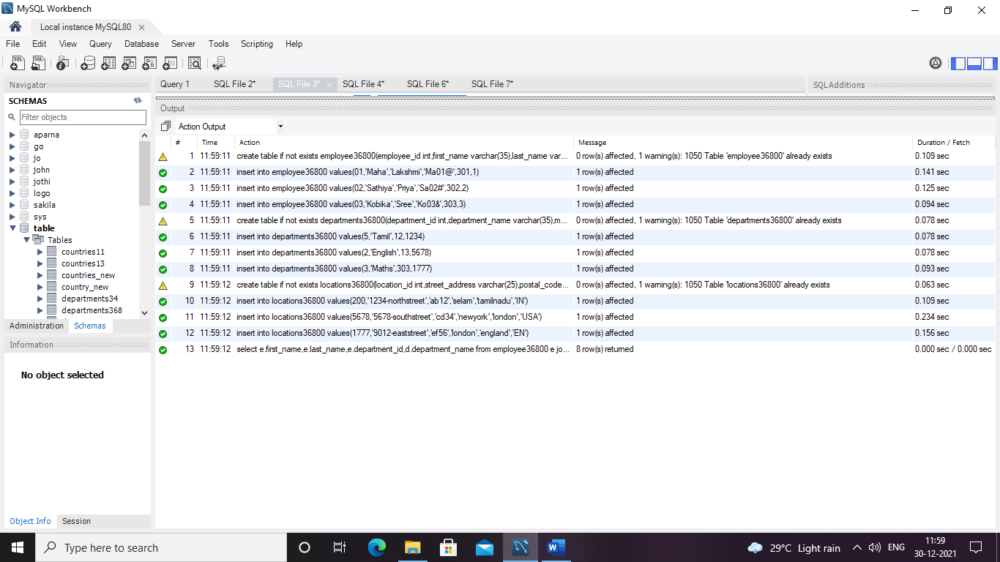 MySQL Workbench
Local instance MySQL80
File Edit View Query Database Server Tools Scripting Help
Navigator
SCHEMAS
Filter objects
aparna
go
jo
john
jothi
logo
sakila
sys
table
Tables
countries11
countries13
countries_new
country_new
departments34
departments368
Administration Schemas
Information
No object selected
Object Info Session
Query 1 SQL File 2* SQL File 3* SQL File 4* SQL File 6* SQL File 7*
SQLAdditions
Output
Action Output
# Time Action Message Duration / Fetch
1 11:59:11 create table if not exists employee36800(employee_id int,first_name varchar(35),last_name var... 0 row(s) affected, 1 warning(s): 1050 Table 'employee36800' already exists 0.109 sec
2 11:59:11 insert into employee36800 values(01,'Maha','Lakshmi','Ma01@',301,1) 1 row(s) affected 0.141 sec
3 11:59:11 insert into employee36800 values(02,'Sathiya','Priya','Sa02#',302,2) 1 row(s) affected 0.125 sec
4 11:59:11 insert into employee36800 values(03,'Kobika','Sree','Ko03&',303,3) 1 row(s) affected 0.094 sec
5 11:59:11 create table if not exists departments36800(department_id int,department_name varchar(35),m... 0 row(s) affected, 1 warning(s): 1050 Table 'departments36800' already exists 0.078 sec
6 11:59:11 insert into departments36800 values(5,'Tamil',12,1234) 1 row(s) affected 0.078 sec
7 11:59:11 insert into departments36800 values(2,'English',13,5678) 1 row(s) affected 0.078 sec
8 11:59:11 insert into departments36800 values(3,'Maths',303,1777) 1 row(s) affected 0.093 sec
9 11:59:12 create table if not exists locations36800(location_id int,street_address varchar(25),postal_code... 0 row(s) affected, 1 warning(s): 1050 Table 'locations36800' already exists 0.063 sec
10 11:59:12 insert into locations36800 values(200,'1234-northstreet','ab12','selam','tamilnadu','IN') 1 row(s) affected 0.109 sec
11 11:59:12 insert into locations36800 values(5678,'5678-southstreet','cd34','newyork','london','USA') 1 row(s) affected 0.234 sec
12 11:59:12 insert into locations36800 values(1777,'9012-eaststreet','ef56','london','england','EN') 1 row(s) affected 0.156 sec
13 11:59:12 select e.first_name,e.last_name,e.department_id,d.department_name from employee36800 e jo... 8 row(s) returned 0.000 sec / 0.000 sec
Type here to search
29°C Light rain
ENG
11:59
30-12-2021